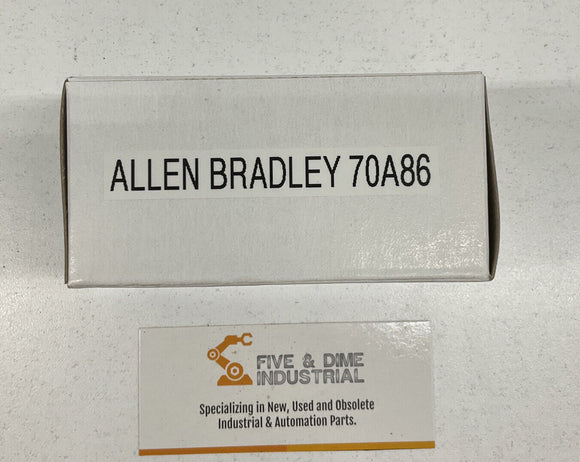 ALLEN BRADLEY 70A86
FIVE & DIME
INDUSTRIAL
Specializing in New, Used and Obsolete
Industrial & Automation Parts.